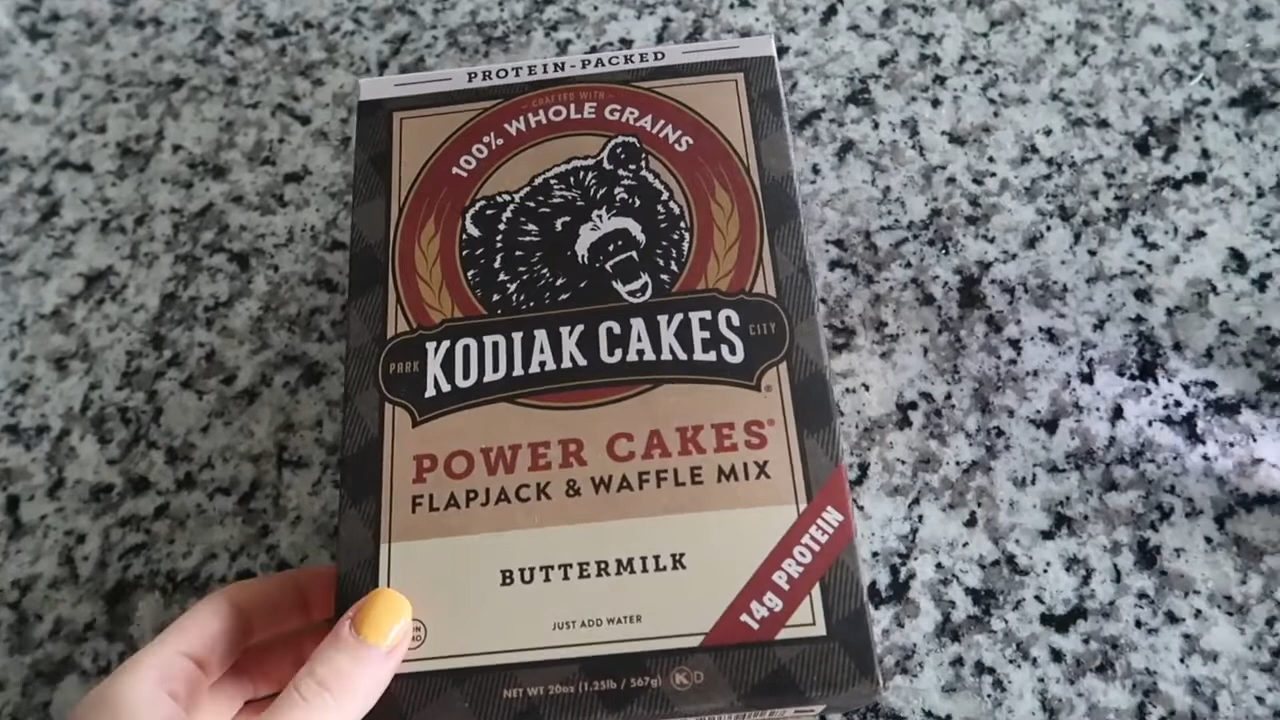 PROTEIN-PACKED
CRAFTED WITH
100% WHOLE GRAINS
PARK KODIAK CAKES CITY
®
POWER CAKES®
FLAPJACK & WAFFLE MIX
BUTTERMILK
14g PROTEIN
JUST ADD WATER
NET WT 20oz (1.25lb / 567g) K D